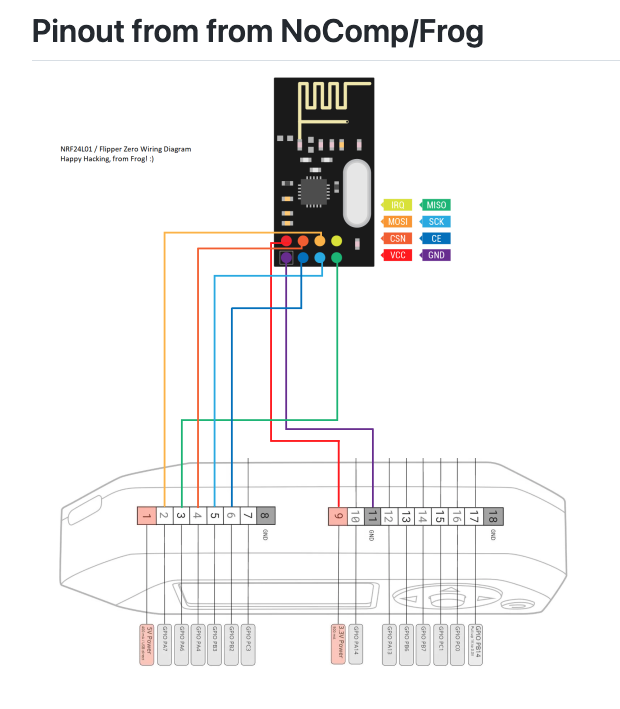 Pinout from from NoComp/Frog
NRF24L01 / Flipper Zero Wiring Diagram
Happy Hacking, from Frog! :)
IRQ MISO
MOSI SCK
CSN CE
VCC GND
1 2 3 4 5 6 7 8 9 10 11 12 13 14 15 16 17 18
GND GND GND
5V Power
GPIO PA7
GPIO PA6
GPIO PA4
GPIO PB3
GPIO PB2
GPIO PC3
3.3V Power
GPIO PA14
GPIO PA13
GPIO PB6
GPIO PB7
GPIO PC1
GPIO PC0
GPIO PB14